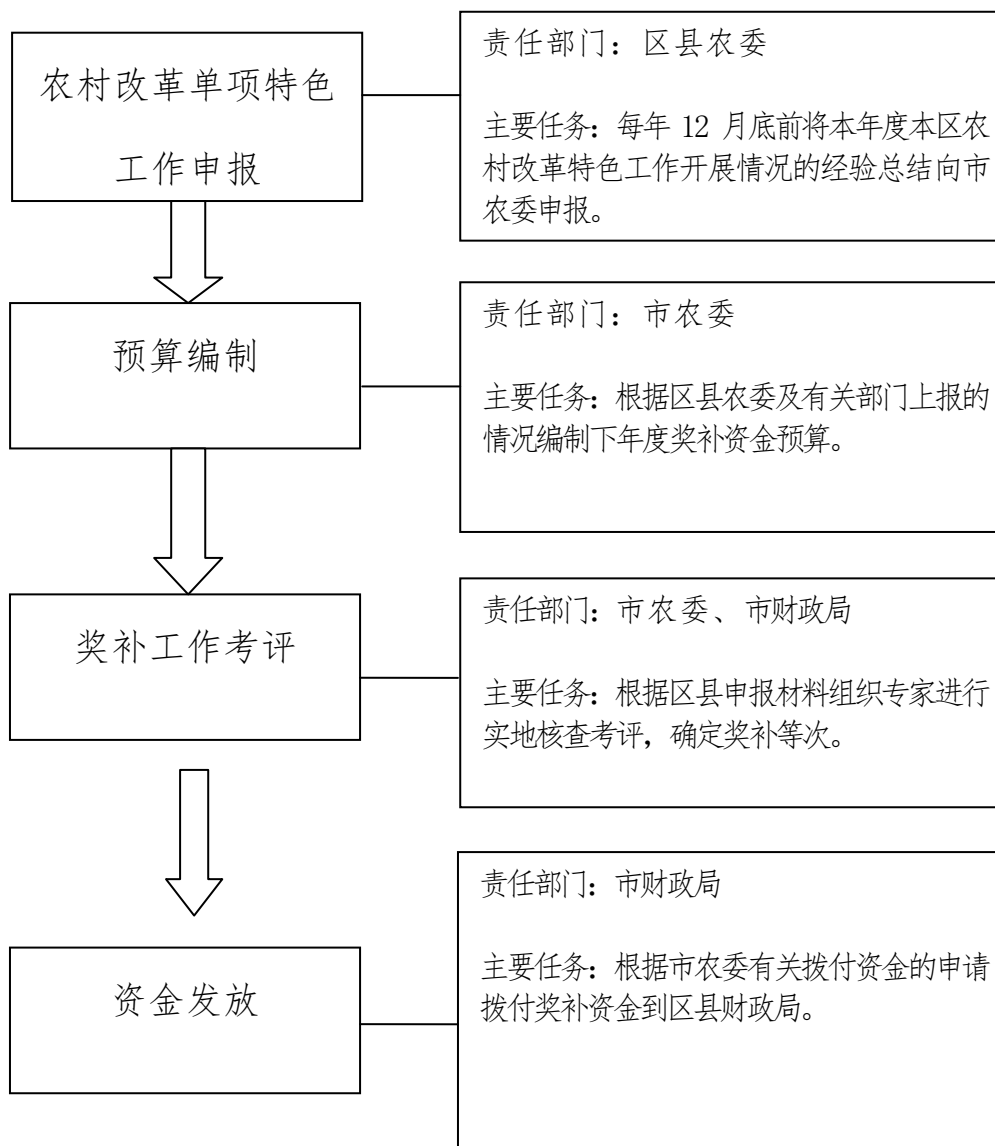 农村改革单项特色
工作申报
责任部门：区县农委
主要任务：每年 12 月底前将本年度本区农
村改革特色工作开展情况的经验总结向市
农委申报。
预算编制
责任部门：市农委
主要任务：根据区县农委及有关部门上报的
情况编制下年度奖补资金预算。
奖补工作考评
责任部门：市农委、市财政局
主要任务：根据区县申报材料组织专家进行
实地核查考评，确定奖补等次。
资金发放
责任部门：市财政局
主要任务：根据市农委有关拨付资金的申请
拨付奖补资金到区县财政局。